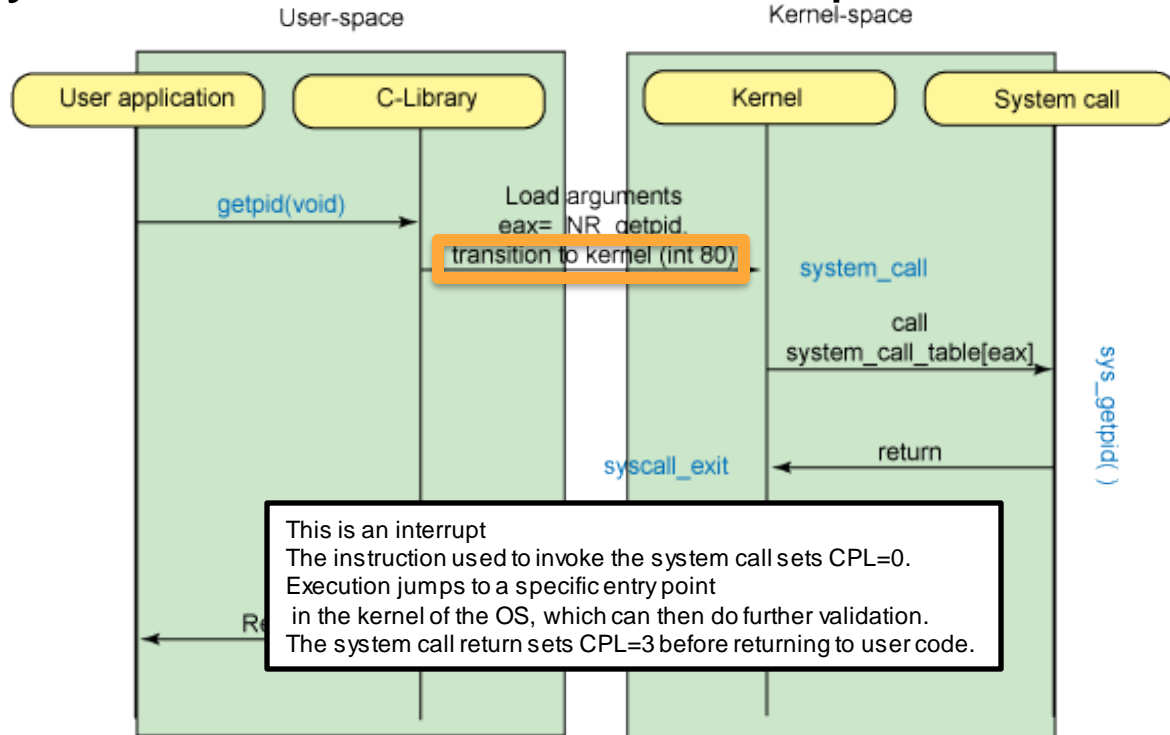 User-space
Kernel-space
User application
C-Library
Kernel
System call
getpid(void)
Load arguments
eax=_NR_getpid,
transition to kernel (int 80)
system_call
call
system_call_table[eax]
sys_getpid( )
return
syscall_exit
This is an interrupt
The instruction used to invoke the system call sets CPL=0.
Execution jumps to a specific entry point
in the kernel of the OS, which can then do further validation.
The system call return sets CPL=3 before returning to user code.